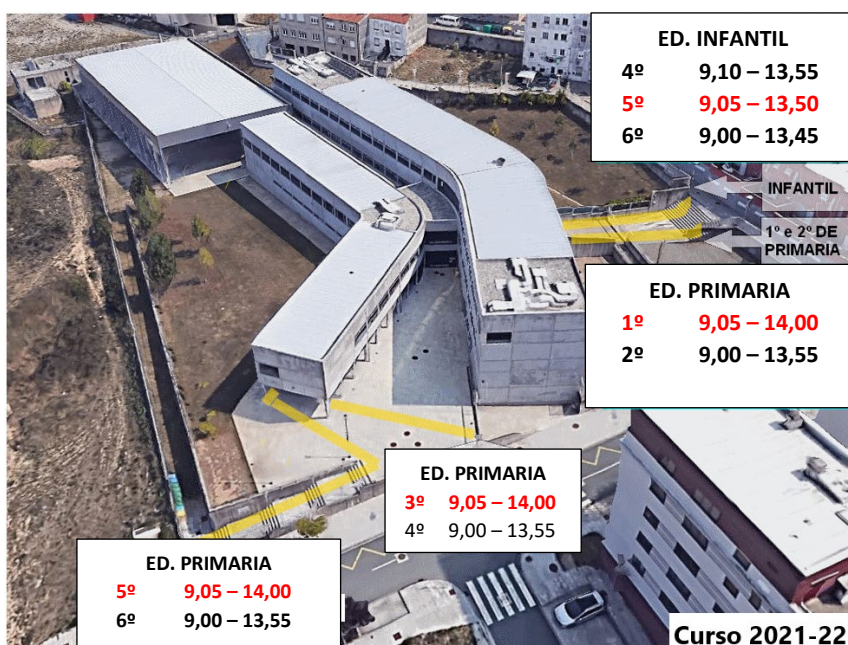 ED. INFANTIL
4º 9,10 – 13,55
5º 9,05 – 13,50
6º 9,00 – 13,45
INFANTIL
1º e 2º DE
PRIMARIA
ED. PRIMARIA
1º 9,05 – 14,00
2º 9,00 – 13,55
ED. PRIMARIA
3º 9,05 – 14,00
4º 9,00 – 13,55
ED. PRIMARIA
5º 9,05 – 14,00
6º 9,00 – 13,55
Curso 2021-22